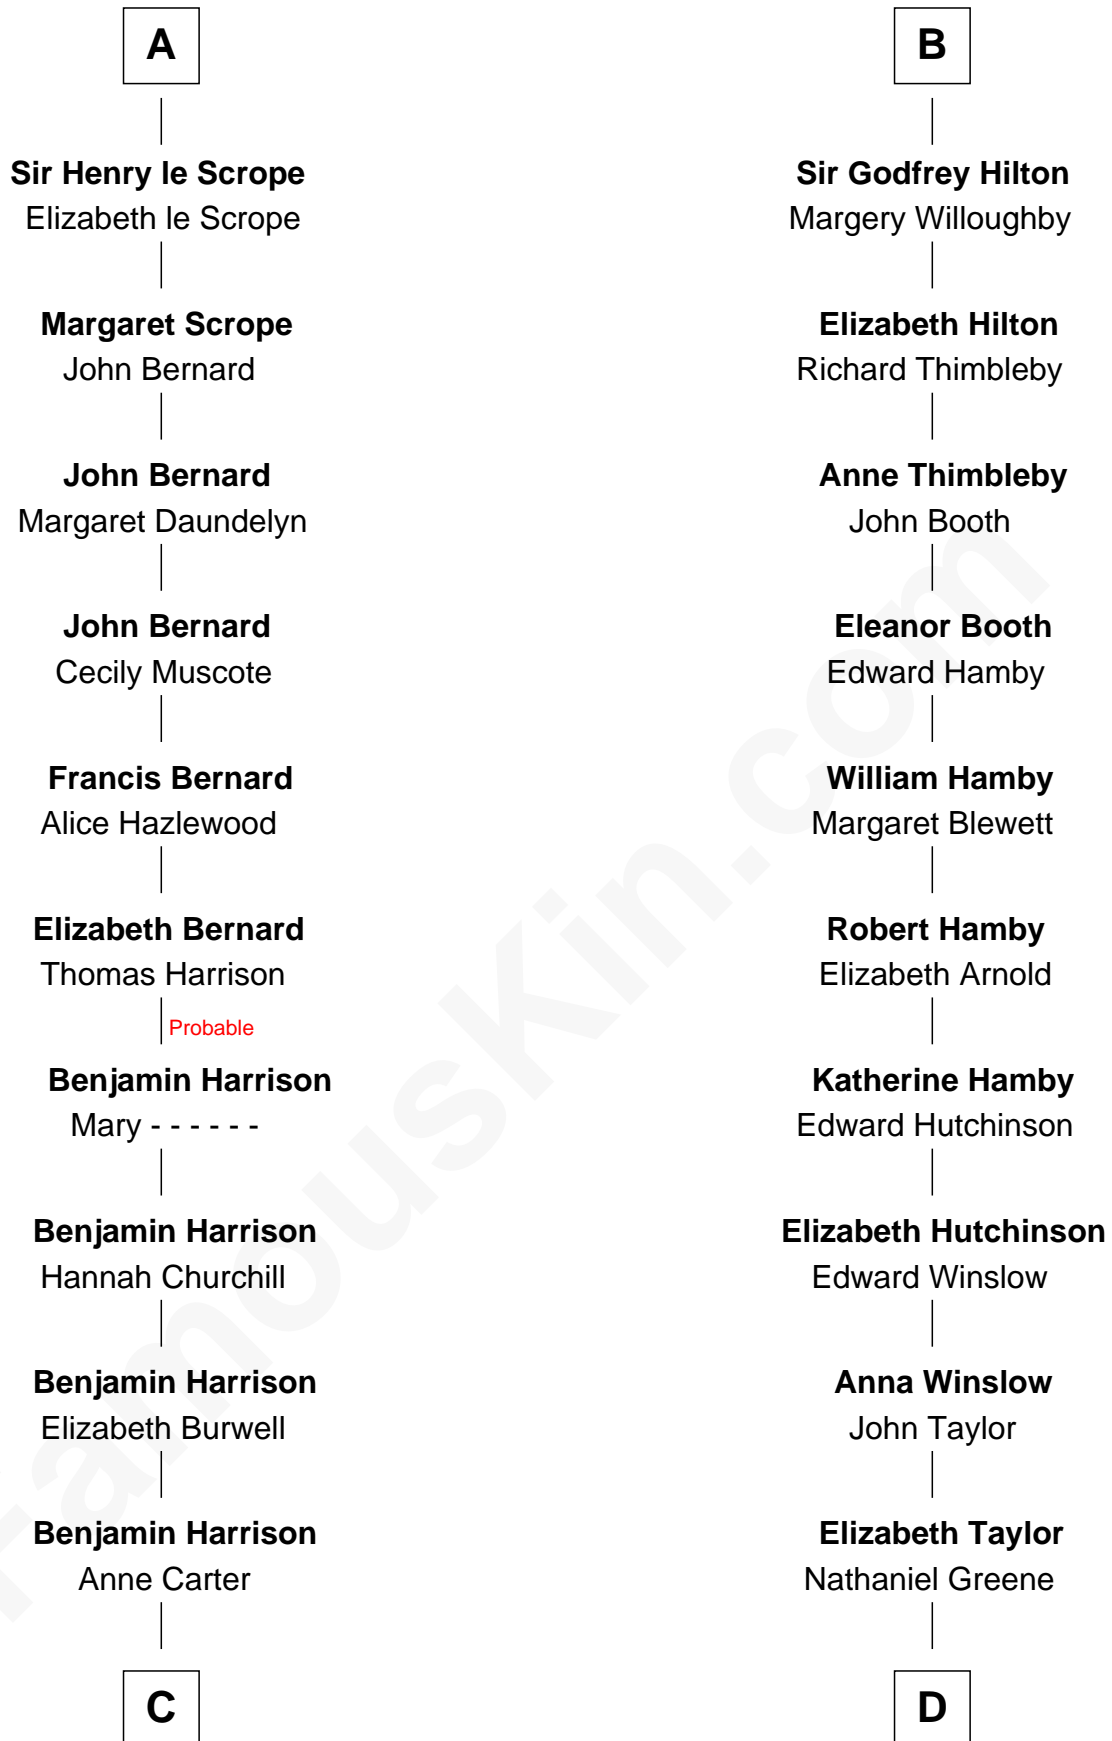 A
Sir Henry le Scrope
Elizabeth le Scrope
Margaret Scrope
John Bernard
John Bernard
Margaret Daundelyn
John Bernard
Cecily Muscote
Francis Bernard
Alice Hazlewood
Elizabeth Bernard
Thomas Harrison
Probable
Benjamin Harrison
Mary - - - - - -
Benjamin Harrison
Hannah Churchill
Benjamin Harrison
Elizabeth Burwell
Benjamin Harrison
Anne Carter
C
B
Sir Godfrey Hilton
Margery Willoughby
Elizabeth Hilton
Richard Thimbleby
Anne Thimbleby
John Booth
Eleanor Booth
Edward Hamby
William Hamby
Margaret Blewett
Robert Hamby
Elizabeth Arnold
Katherine Hamby
Edward Hutchinson
Elizabeth Hutchinson
Edward Winslow
Anna Winslow
John Taylor
Elizabeth Taylor
Nathaniel Greene
D
FamousKin.com